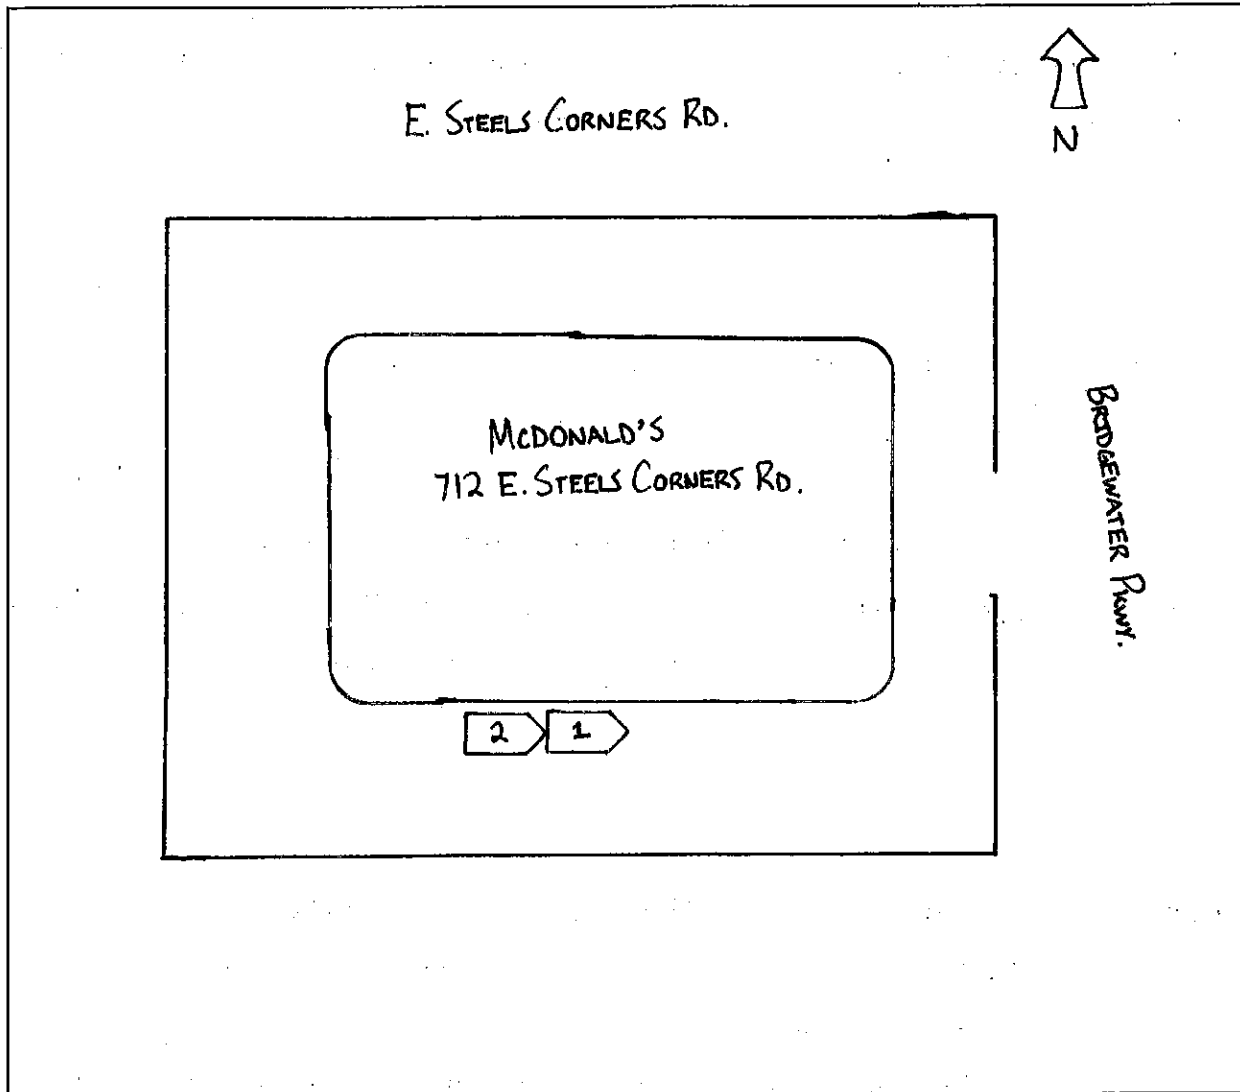 E. STEELS CORNERS RD.
N
McDONALD'S
712 E. STEELS CORNERS RD.
BRIDGEWATER PKWY.
2
1